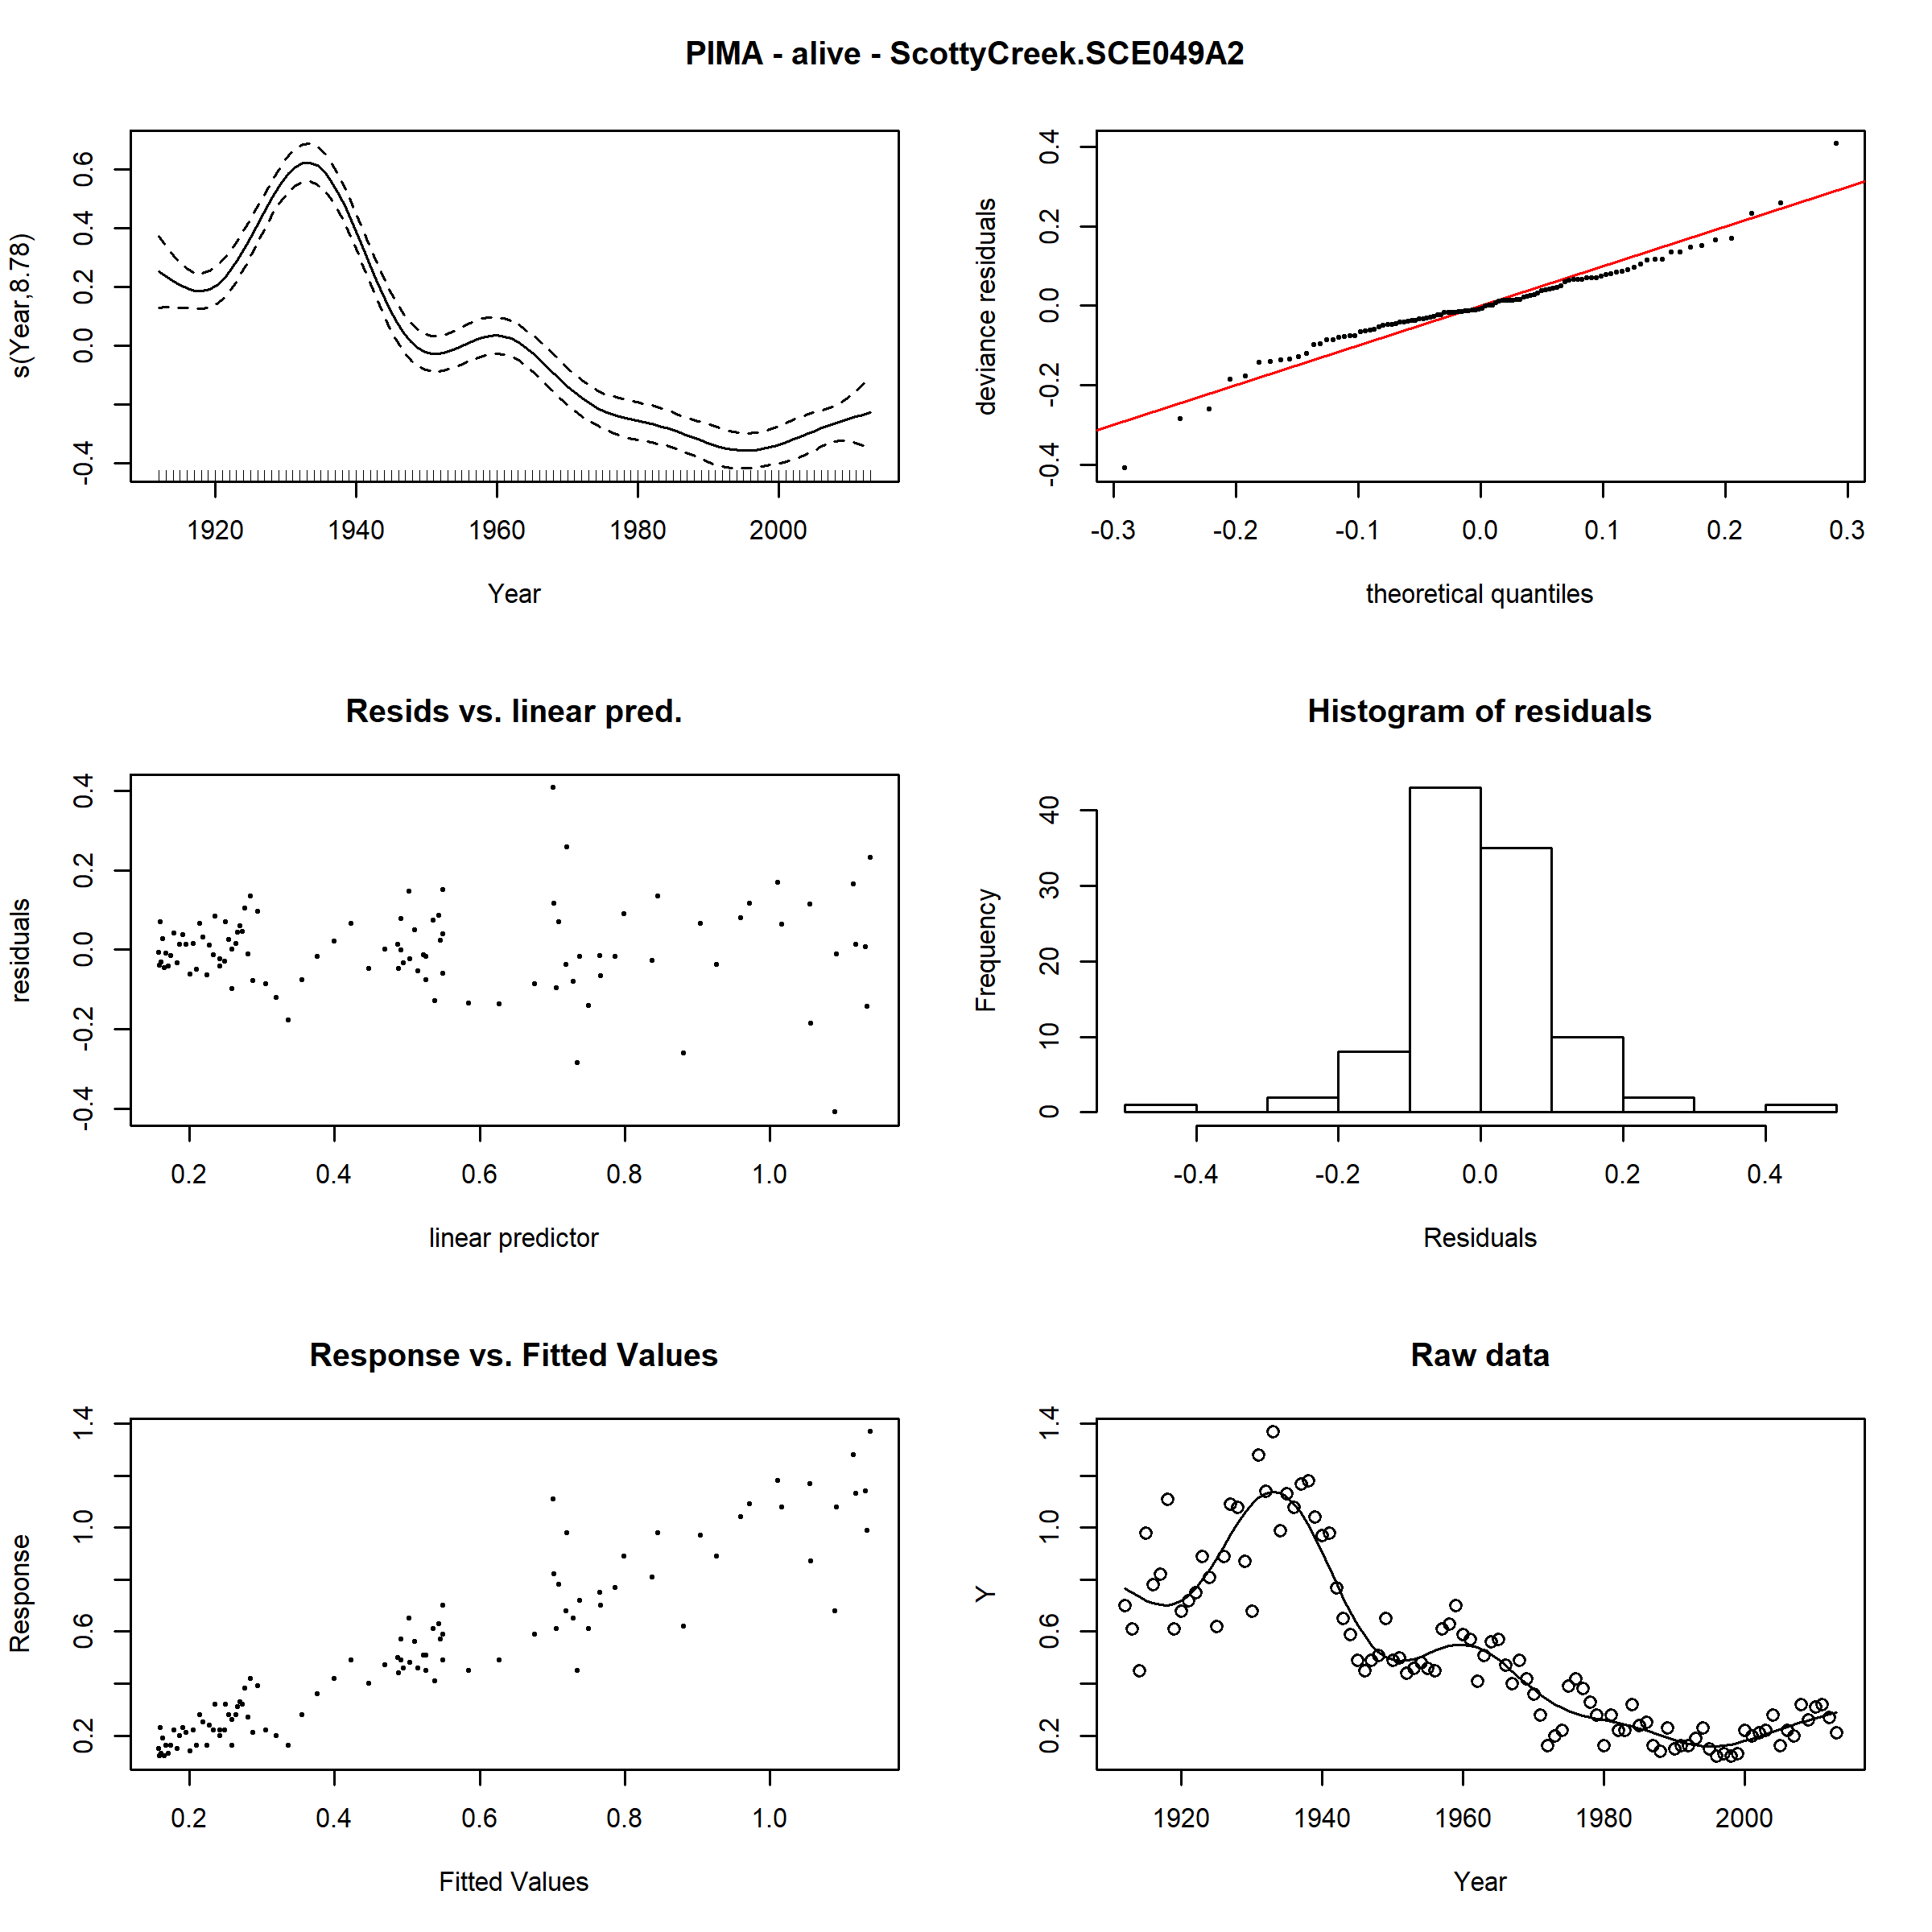 PIMA - alive - ScottyCreek.SCE049A2
s(Year,8.78)
-0.4 0.0 0.2 0.4 0.6
1920 1940 1960 1980 2000
Year
deviance residuals
-0.4 -0.2 0.0 0.2 0.4
-0.3 -0.2 -0.1 0.0 0.1 0.2 0.3
theoretical quantiles
Resids vs. linear pred.
residuals
-0.4 -0.2 0.0 0.2 0.4
0.2 0.4 0.6 0.8 1.0
linear predictor
Histogram of residuals
Frequency
0 10 20 30 40
-0.4 -0.2 0.0 0.2 0.4
Residuals
Response vs. Fitted Values
Response
0.2 0.6 1.0 1.4
0.2 0.4 0.6 0.8 1.0
Fitted Values
Raw data
Y
0.2 0.6 1.0 1.4
1920 1940 1960 1980 2000
Year